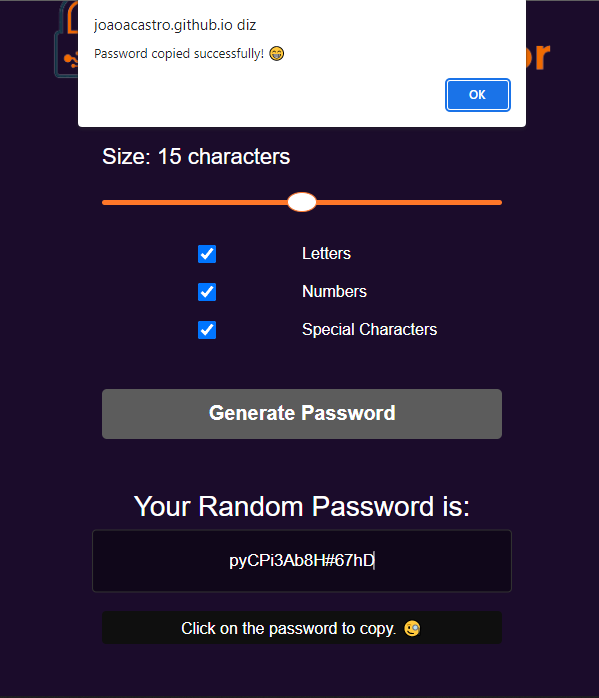 joaoacastro.github.io diz
Password copied successfully! 😁
OK
Size: 15 characters
Letters
Numbers
Special Characters
Generate Password
Your Random Password is:
pyCPi3Ab8H#67hD
Click on the password to copy. 🧐